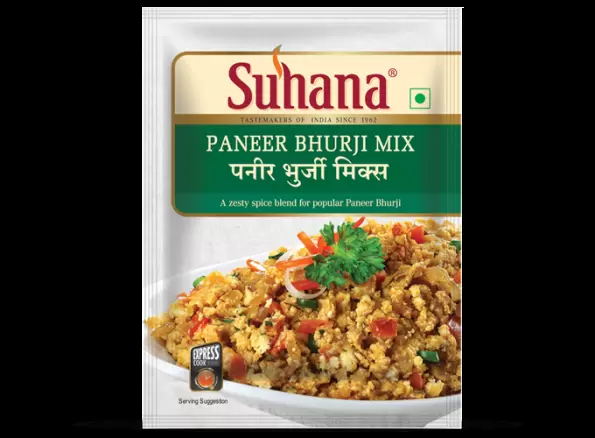 Suhana®
TASTEMAKERS OF INDIA SINCE 1962
PANEER BHURJI MIX
पनीर भुर्जी मिक्स
A zesty spice blend for popular Paneer Bhurji
EXPRESS
COOK
Serving Suggestion